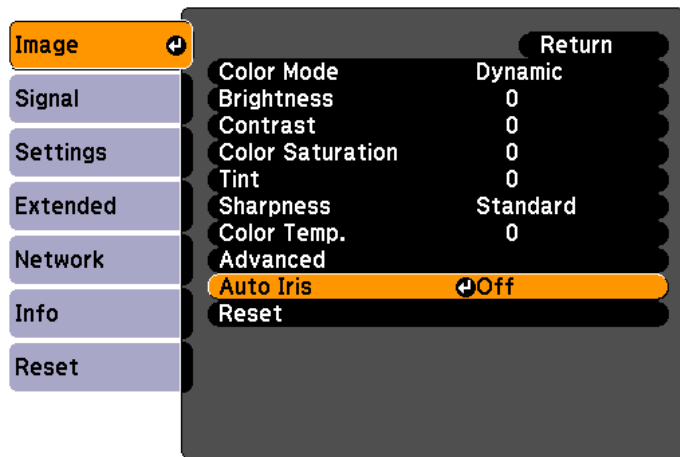 Image
Signal
Settings
Extended
Network
Info
Reset
Return
Color Mode Dynamic
Brightness 0
Contrast 0
Color Saturation 0
Tint 0
Sharpness Standard
Color Temp. 0
Advanced
Auto Iris Off
Reset